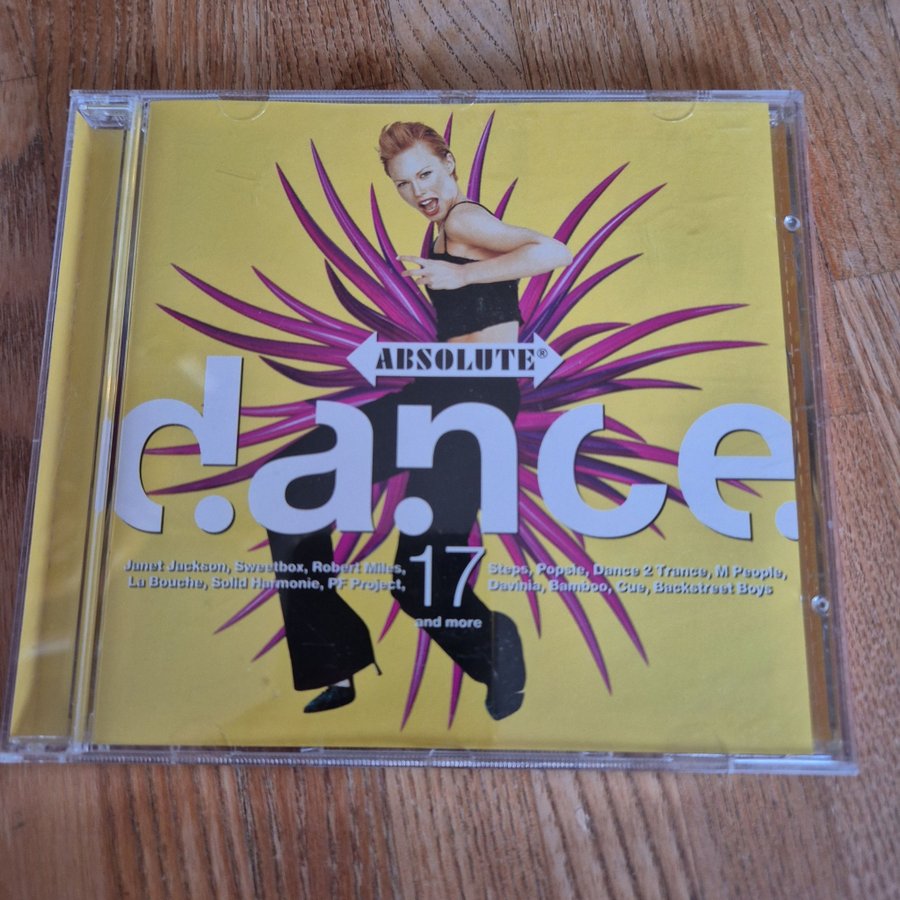 ABSOLUTE®
d.a.n.c.e.
Janet Jackson, Sweetbox, Robert Miles,
La Bouche, Solid Harmonie, PF Project,
17
Steps, Popsie, Dance 2 Trance, M People,
Davinia, Bamboo, Cue, Backstreet Boys
and more